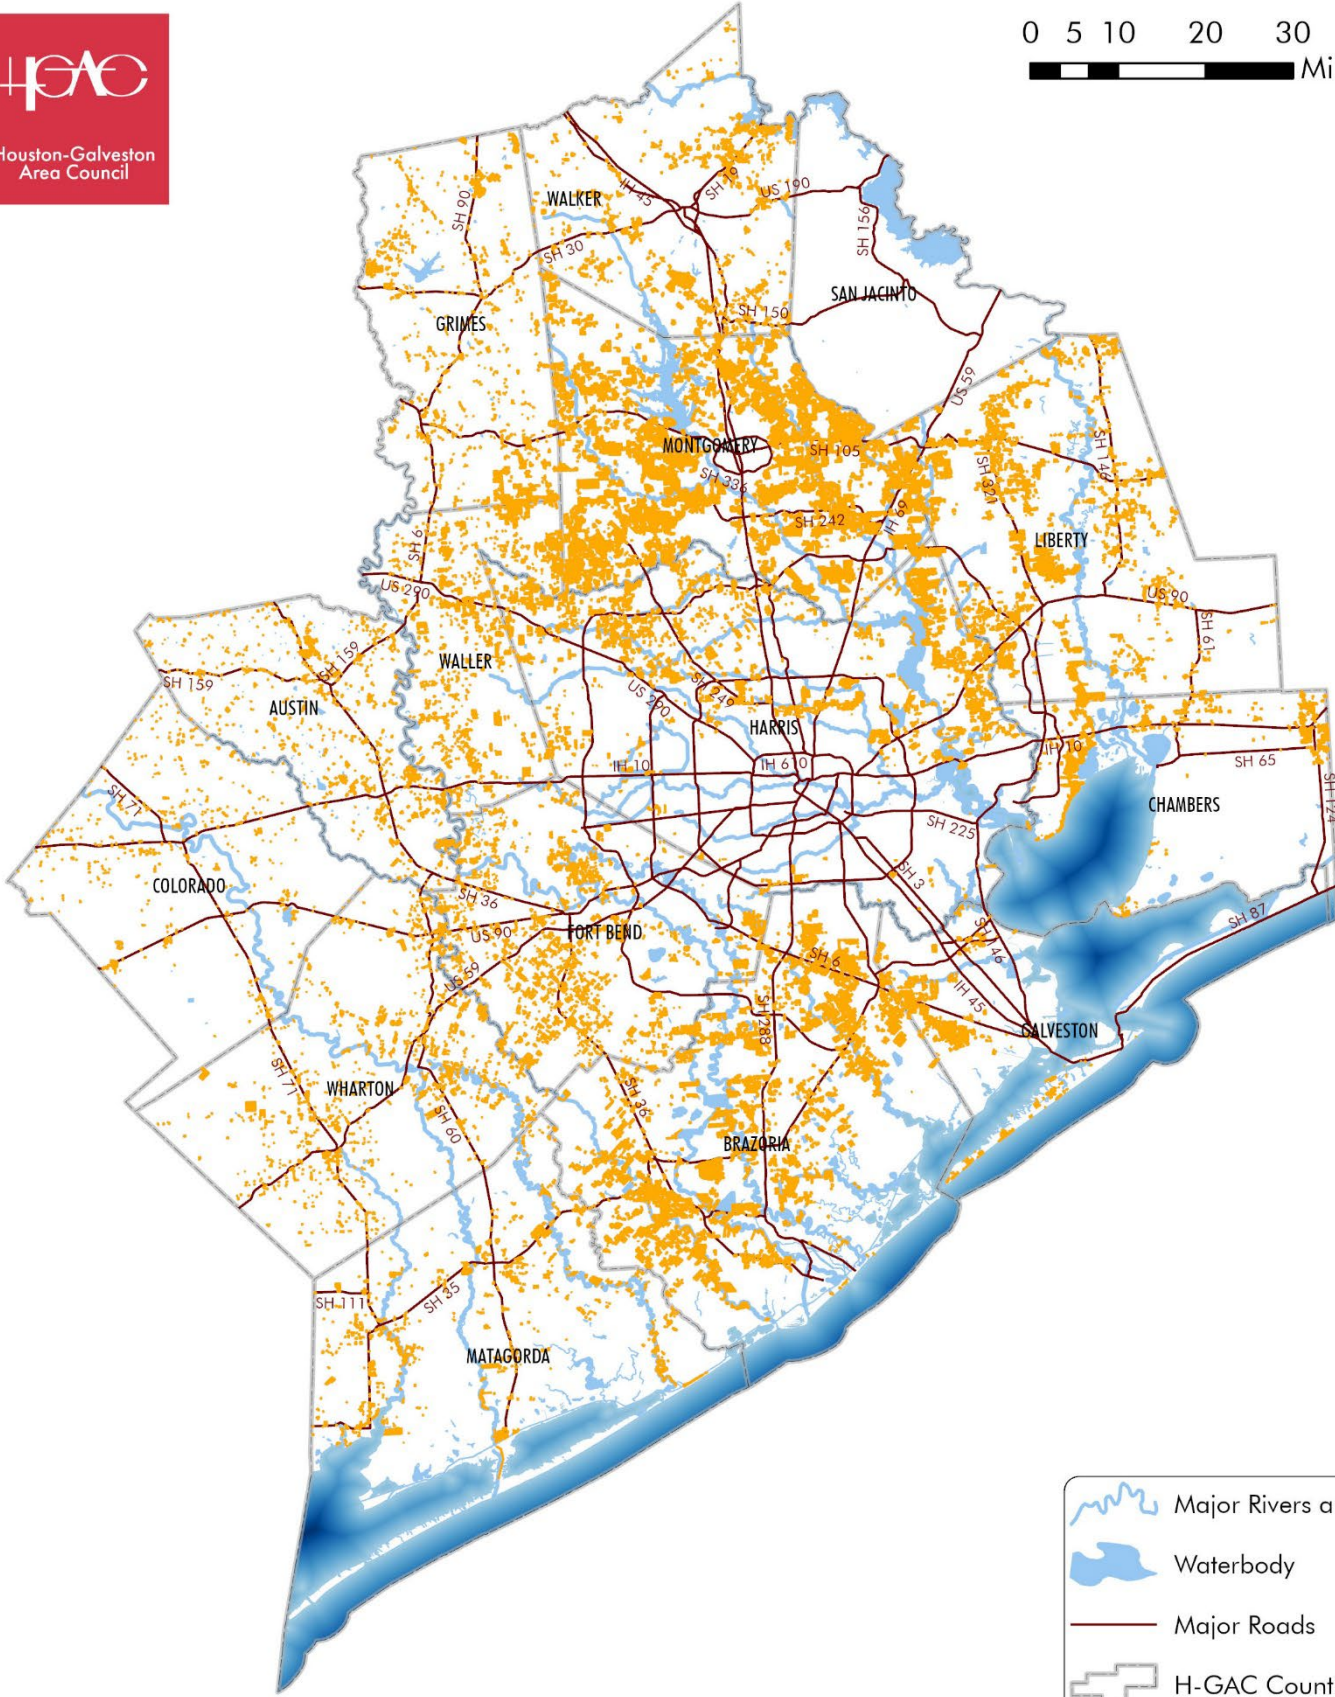 HGAC
Houston-Galveston
Area Council
0 5 10 20 30
Mi
WALKER
IH 45
SH 19
US 190
SH 90
SH 30
SH 156
SAN JACINTO
GRIMES
SH 150
US 59
MONTGOMERY
SH 105
SH 336
SH 321
SH 146
SH 242
IH 69
LIBERTY
SH 6
US 290
US 90
SH 61
SH 159
WALLER
SH 159
AUSTIN
US 290
SH 249
HARRIS
IH 10
IH 610
IH 10
SH 65
SH 71
CHAMBERS
SH 124
SH 225
SH 3
COLORADO
SH 36
US 90
FORT BEND
SH 87
SH 146
SH 6
US 59
IH 45
SH 288
GALVESTON
SH 71
WHARTON
SH 36
SH 60
BRAZORIA
SH 111
SH 35
MATAGORDA
Major Rivers a
Waterbody
Major Roads
H-GAC Count